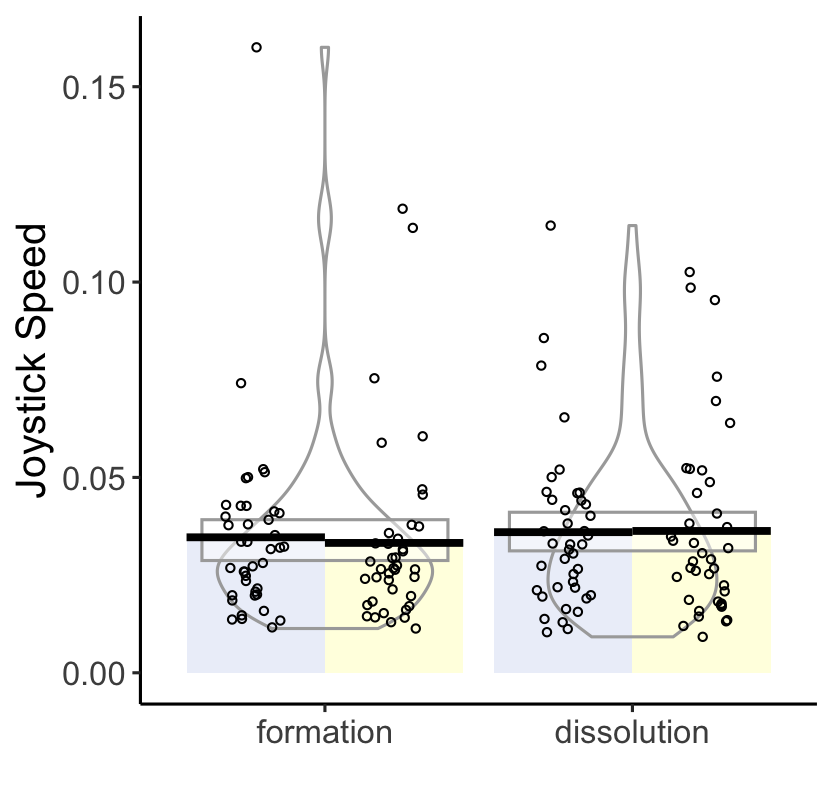 Joystick Speed
0.15
0.10
0.05
0.00
formation
dissolution